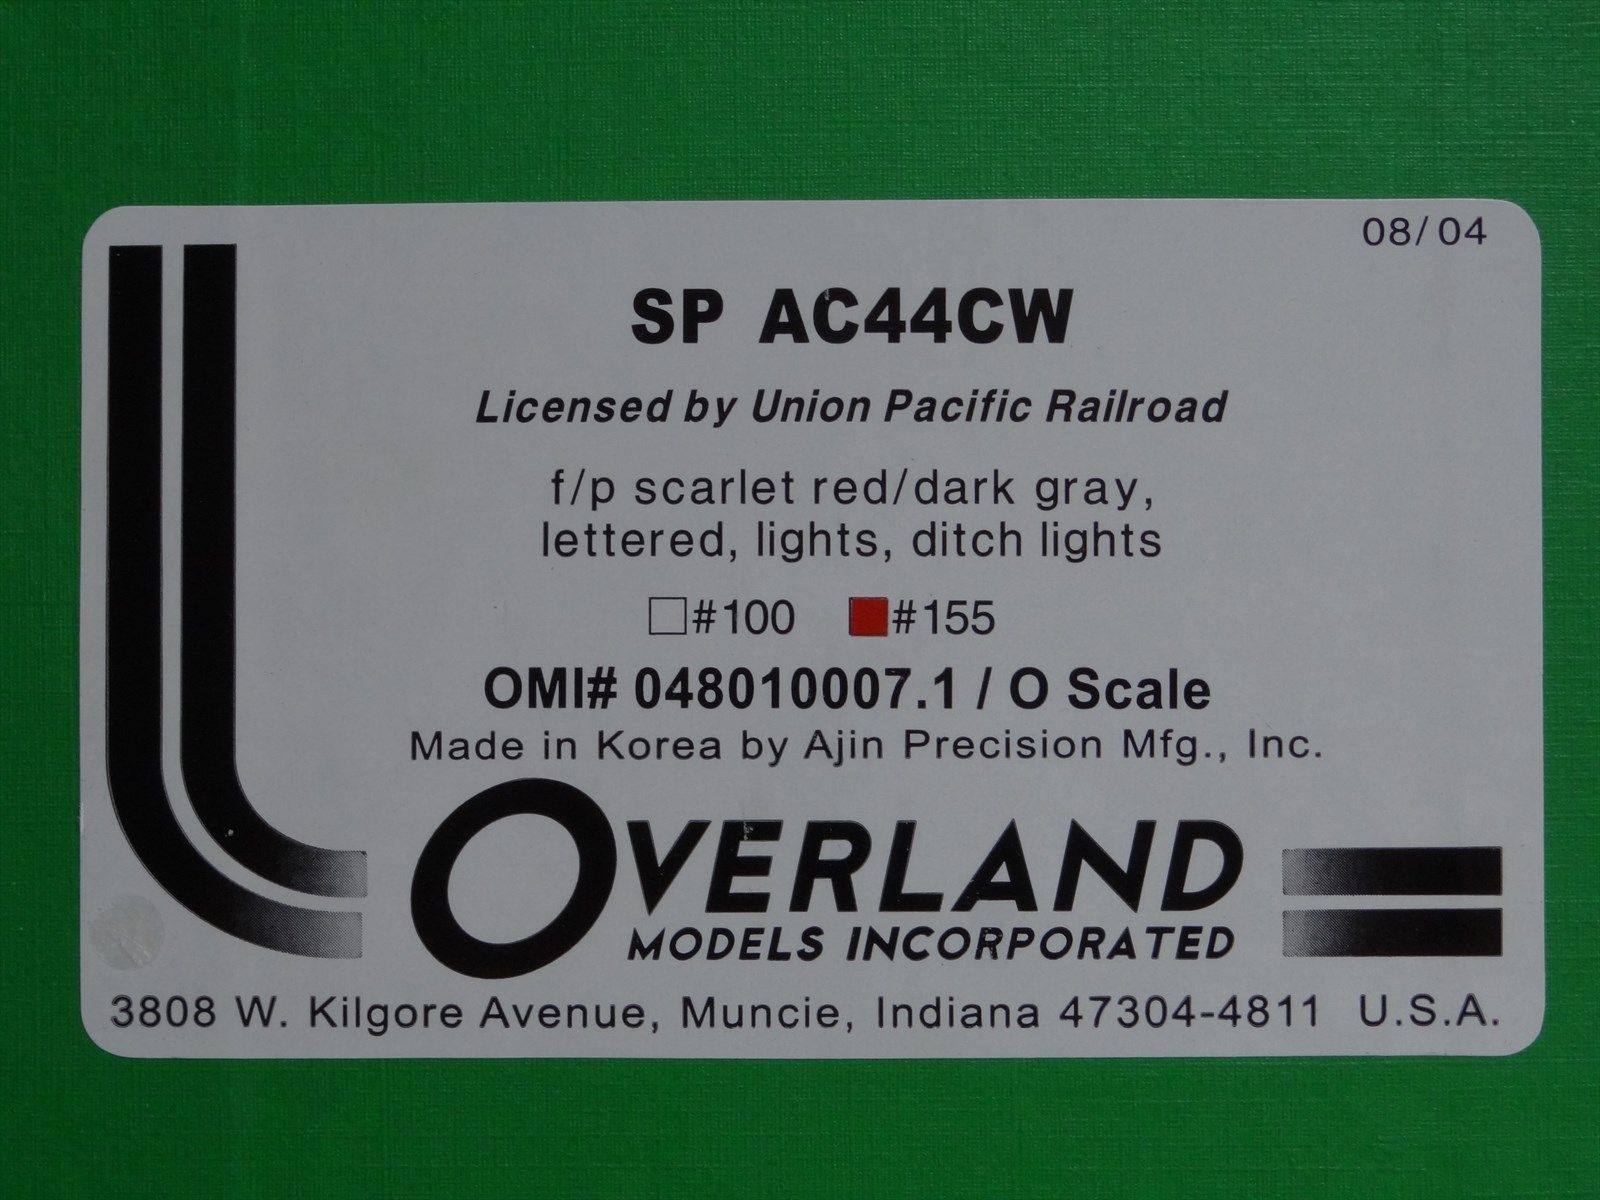 08/04
SP AC44CW
Licensed by Union Pacific Railroad
f/p scarlet red/dark gray,
lettered, lights, ditch lights
#100 #155
OMI# 048010007.1 / O Scale
Made in Korea by Ajin Precision Mfg., Inc.
OVERLAND
MODELS INCORPORATED
3808 W. Kilgore Avenue, Muncie, Indiana 47304-4811 U.S.A.